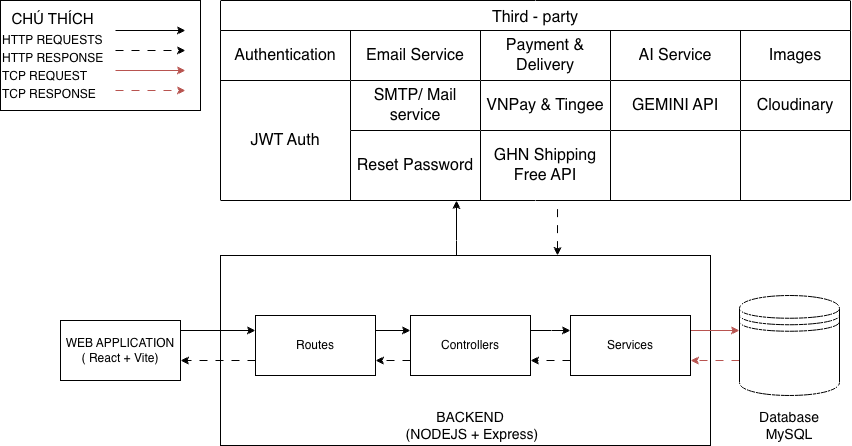 CHÚ THÍCH
HTTP REQUESTS
HTTP RESPONSE
TCP REQUEST
TCP RESPONSE
Third - party
Authentication
Email Service
Payment &
Delivery
AI Service
Images
JWT Auth
SMTP/ Mail
service
VNPay & Tingee
GEMINI API
Cloudinary
Reset Password
GHN Shipping
Free API
WEB APPLICATION
( React + Vite)
Routes
Controllers
Services
BACKEND
(NODEJS + Express)
Database
MySQL